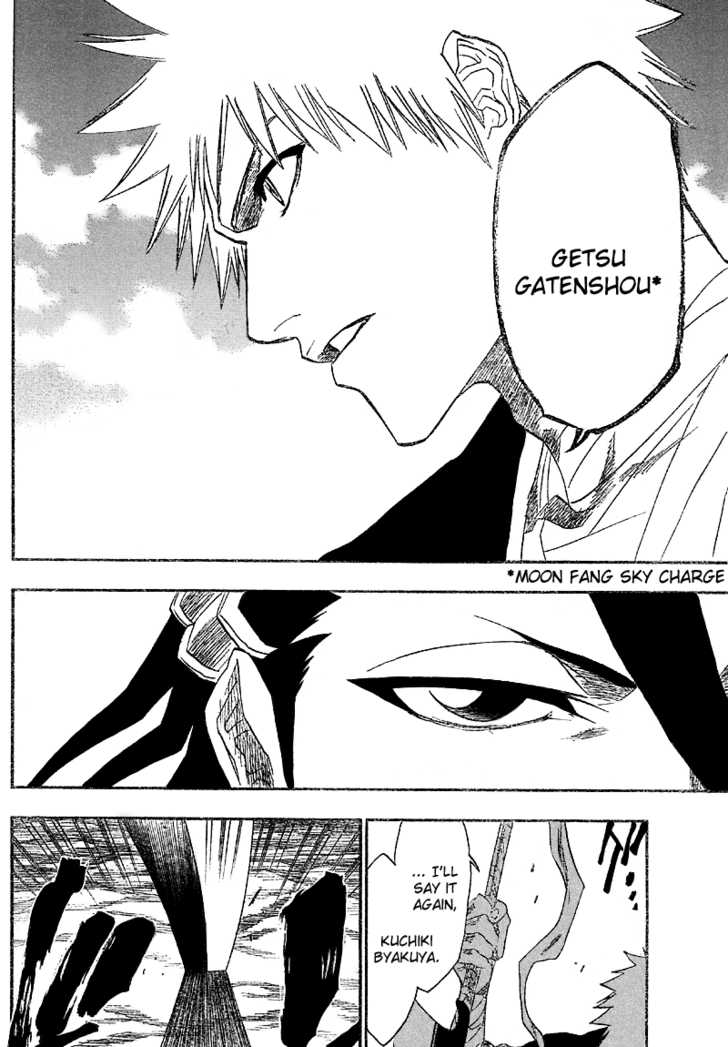 GETSU
GATENSHOU*
*MOON FANG SKY CHARGE
... I'LL
SAY IT
AGAIN,
KUCHIKI
BYAKUYA.